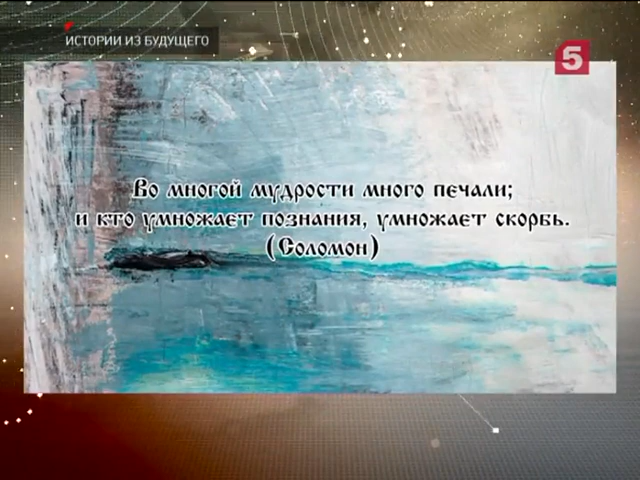 ИСТОРИИ ИЗ БУДУЩЕГО
5
Во многой мудрости много печали;
и кто умножает познания, умножает скорбь.
(Соломон)